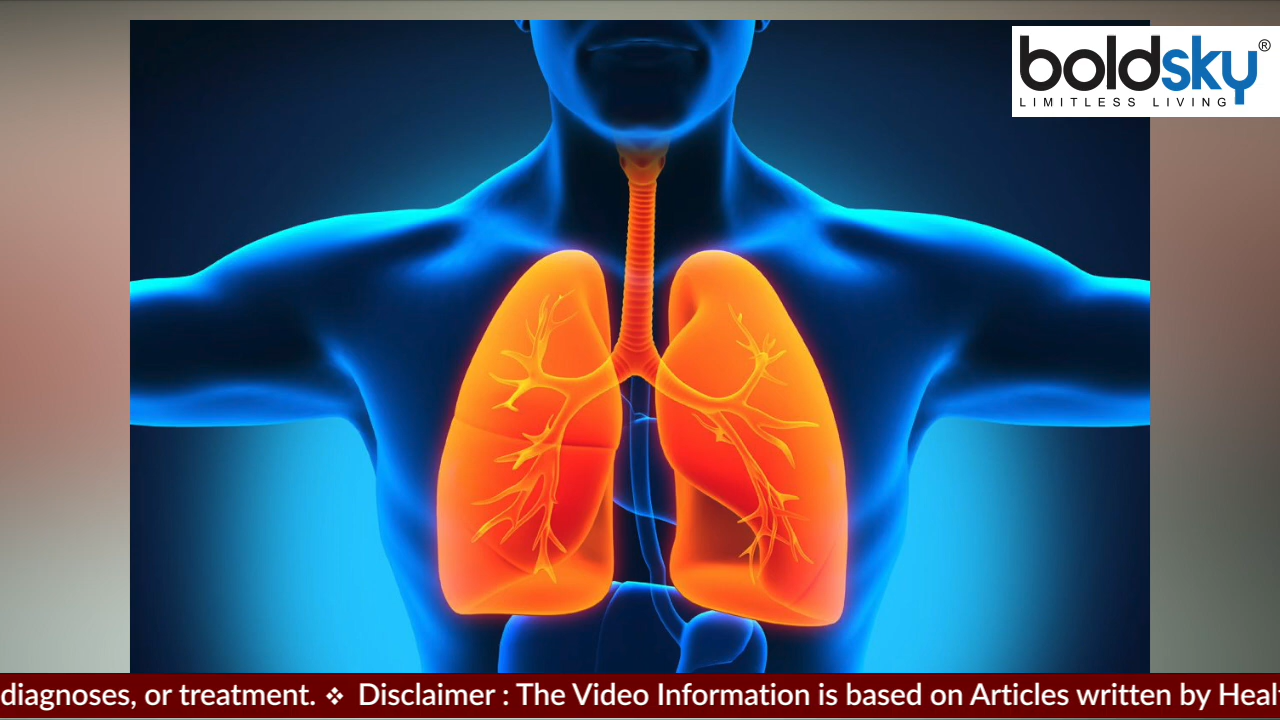 boldsky®
LIMITLESS LIVING
diagnoses, or treatment. ❖ Disclaimer : The Video Information is based on Articles written by Heal